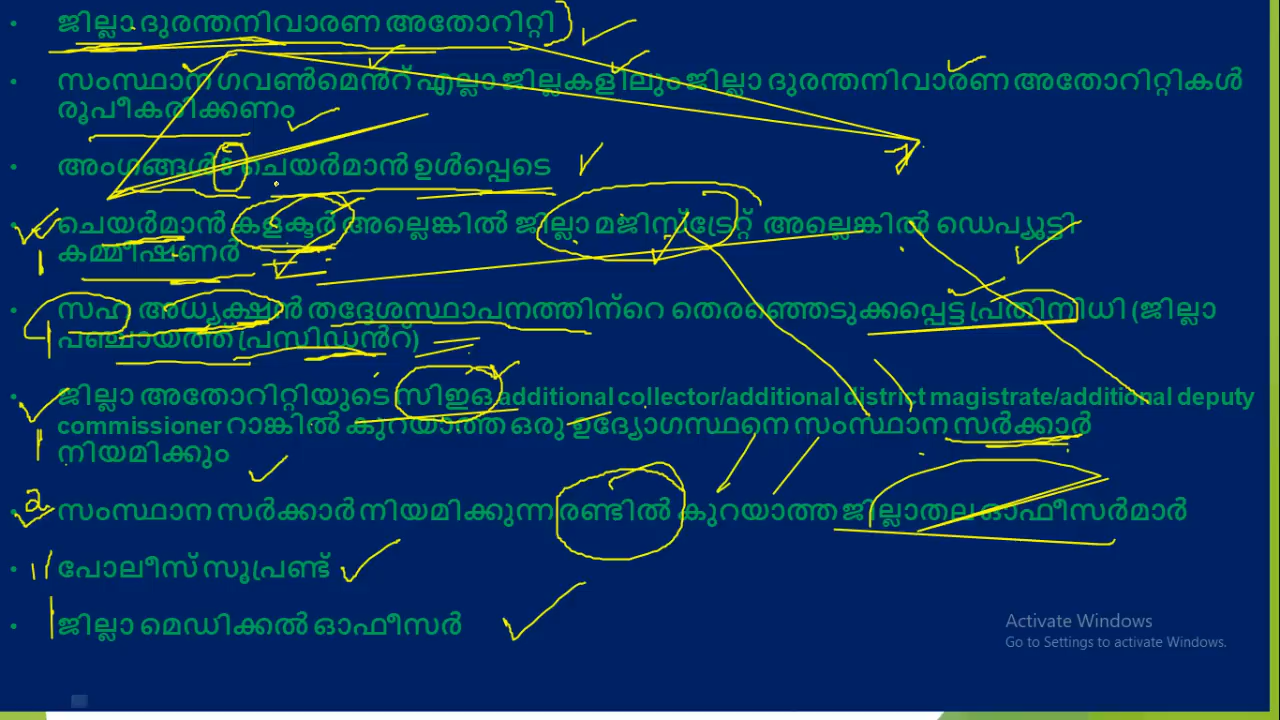 ജില്ലാ ദുരന്തനിവാരണ അതോറിറ്റി
സംസ്ഥാന ഗവൺമെൻറ് എല്ലാ ജില്ലകളിലും ജില്ലാ ദുരന്തനിവാരണ അതോറിറ്റികൾ
രൂപീകരിക്കണം
അംഗങ്ങൾ ചെയർമാൻ ഉൾപ്പെടെ
ചെയർമാൻ കളക്ടർ അല്ലെങ്കിൽ ജില്ലാ മജിസ്ട്രേറ്റ് അല്ലെങ്കിൽ ഡെപ്യൂട്ടി
കമ്മീഷണർ
സഹ അധ്യക്ഷൻ തദ്ദേശസ്ഥാപനത്തിന്റെ തെരഞ്ഞെടുക്കപ്പെട്ട പ്രതിനിധി (ജില്ലാ
പഞ്ചായത്ത് പ്രസിഡൻറ്)
ജില്ലാ അതോറിറ്റിയുടെ സിഇഒ additional collector/additional district magistrate/additional deputy
commissioner റാങ്കിൽ കുറയാത്ത ഒരു ഉദ്യോഗസ്ഥനെ സംസ്ഥാന സർക്കാർ
നിയമിക്കും
2 സംസ്ഥാന സർക്കാർ നിയമിക്കുന്ന രണ്ടിൽ കുറയാത്ത ജില്ലാതല ഓഫീസർമാർ
പോലീസ് സൂപ്രണ്ട്
ജില്ലാ മെഡിക്കൽ ഓഫീസർ
Activate Windows
Go to Settings to activate Windows.